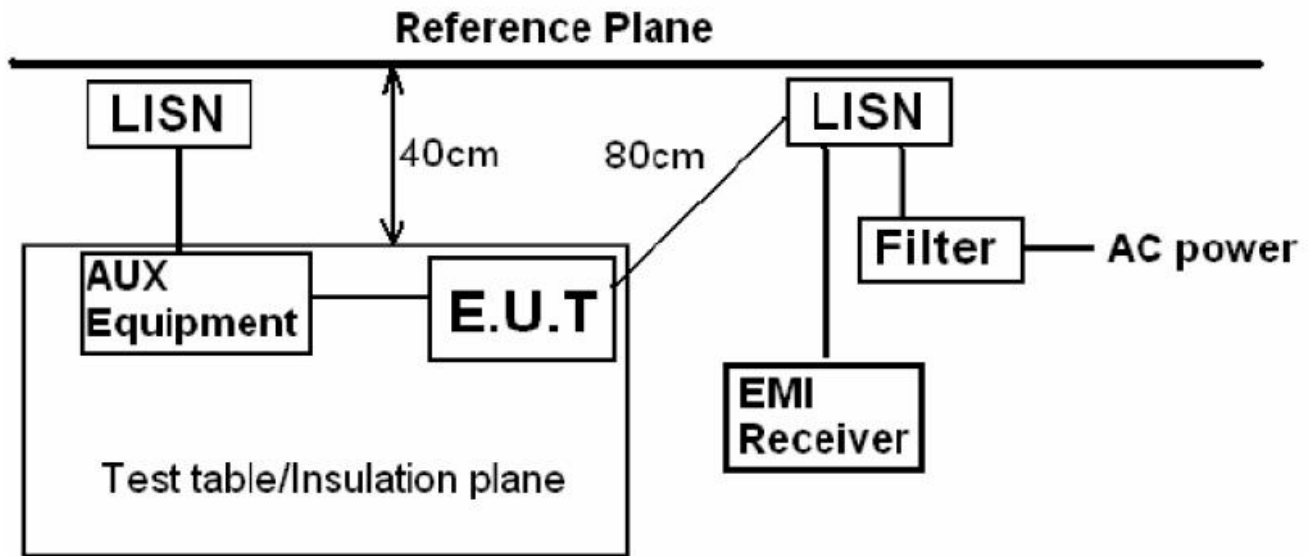 Reference Plane
LISN
40cm
80cm
LISN
AUX
Equipment
E.U.T
Filter
AC power
EMI
Receiver
Test table/Insulation plane